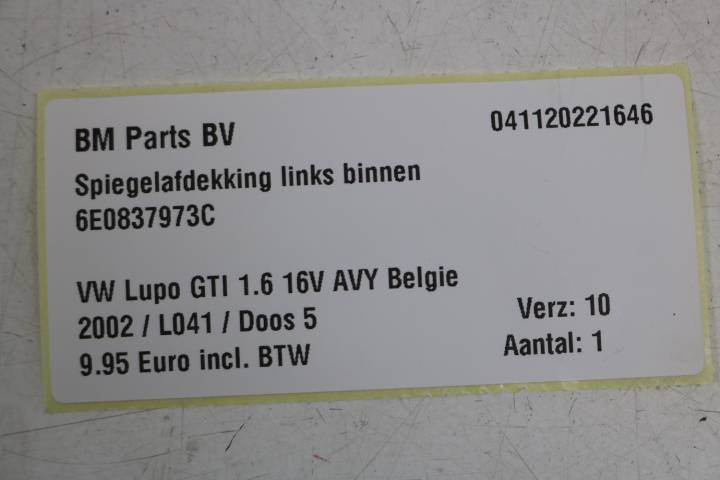 BM Parts BV
041120221646
Spiegelafdekking links binnen
6E0837973C
VW Lupo GTI 1.6 16V AVY Belgie
2002 / L041 / Doos 5
Verz: 10
9.95 Euro incl. BTW
Aantal: 1